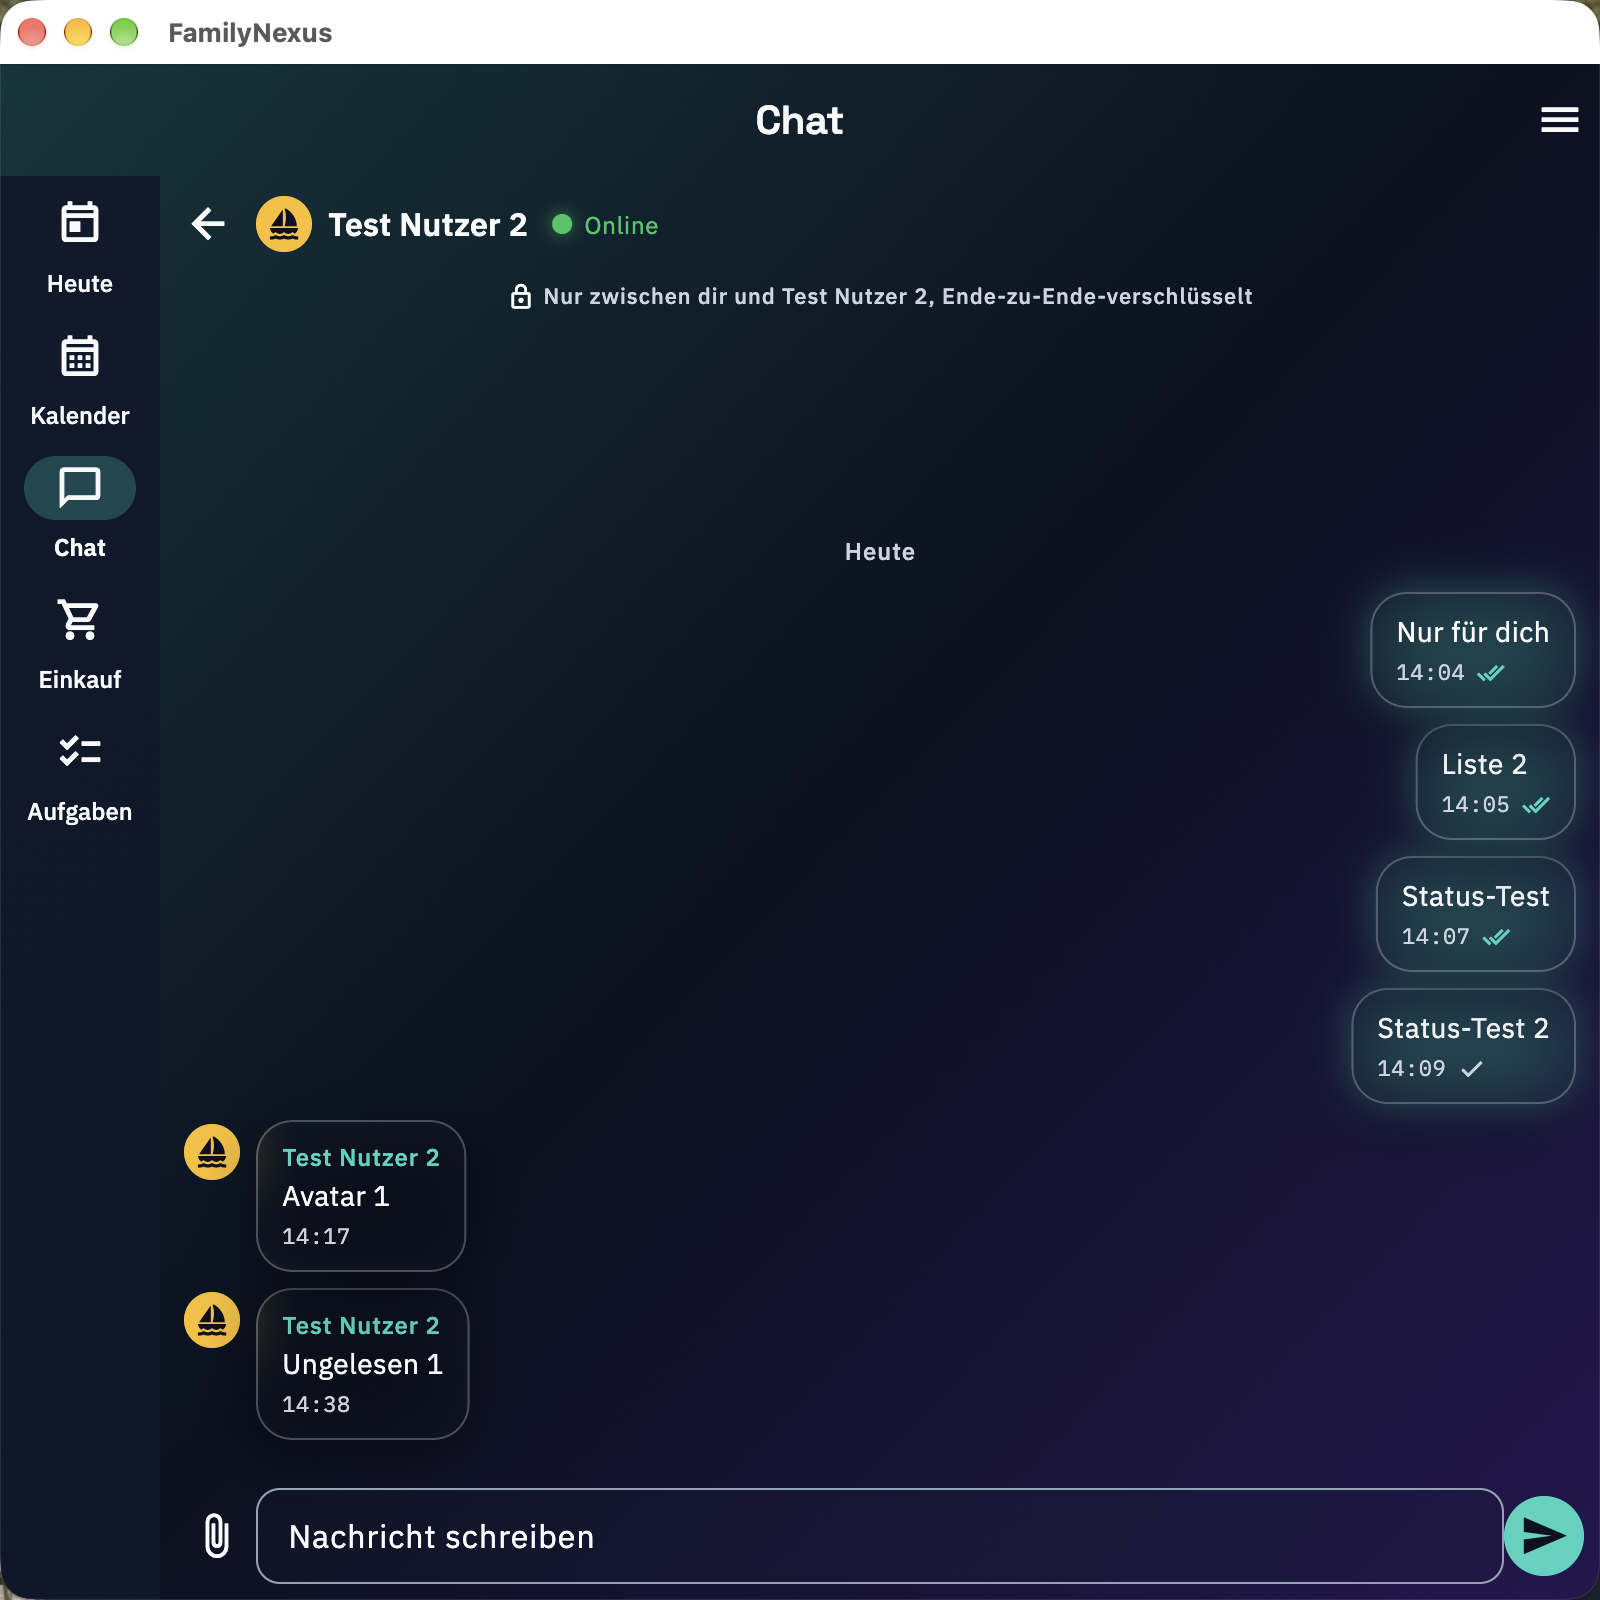 FamilyNexus
Chat
Heute
Kalender
Chat
Einkauf
Aufgaben
Test Nutzer 2
Online
Nur zwischen dir und Test Nutzer 2, Ende-zu-Ende-verschlüsselt
Heute
Nur für dich
14:04
Liste 2
14:05
Status-Test
14:07
Status-Test 2
14:09
Test Nutzer 2
Avatar 1
14:17
Test Nutzer 2
Ungelesen 1
14:38
Nachricht schreiben